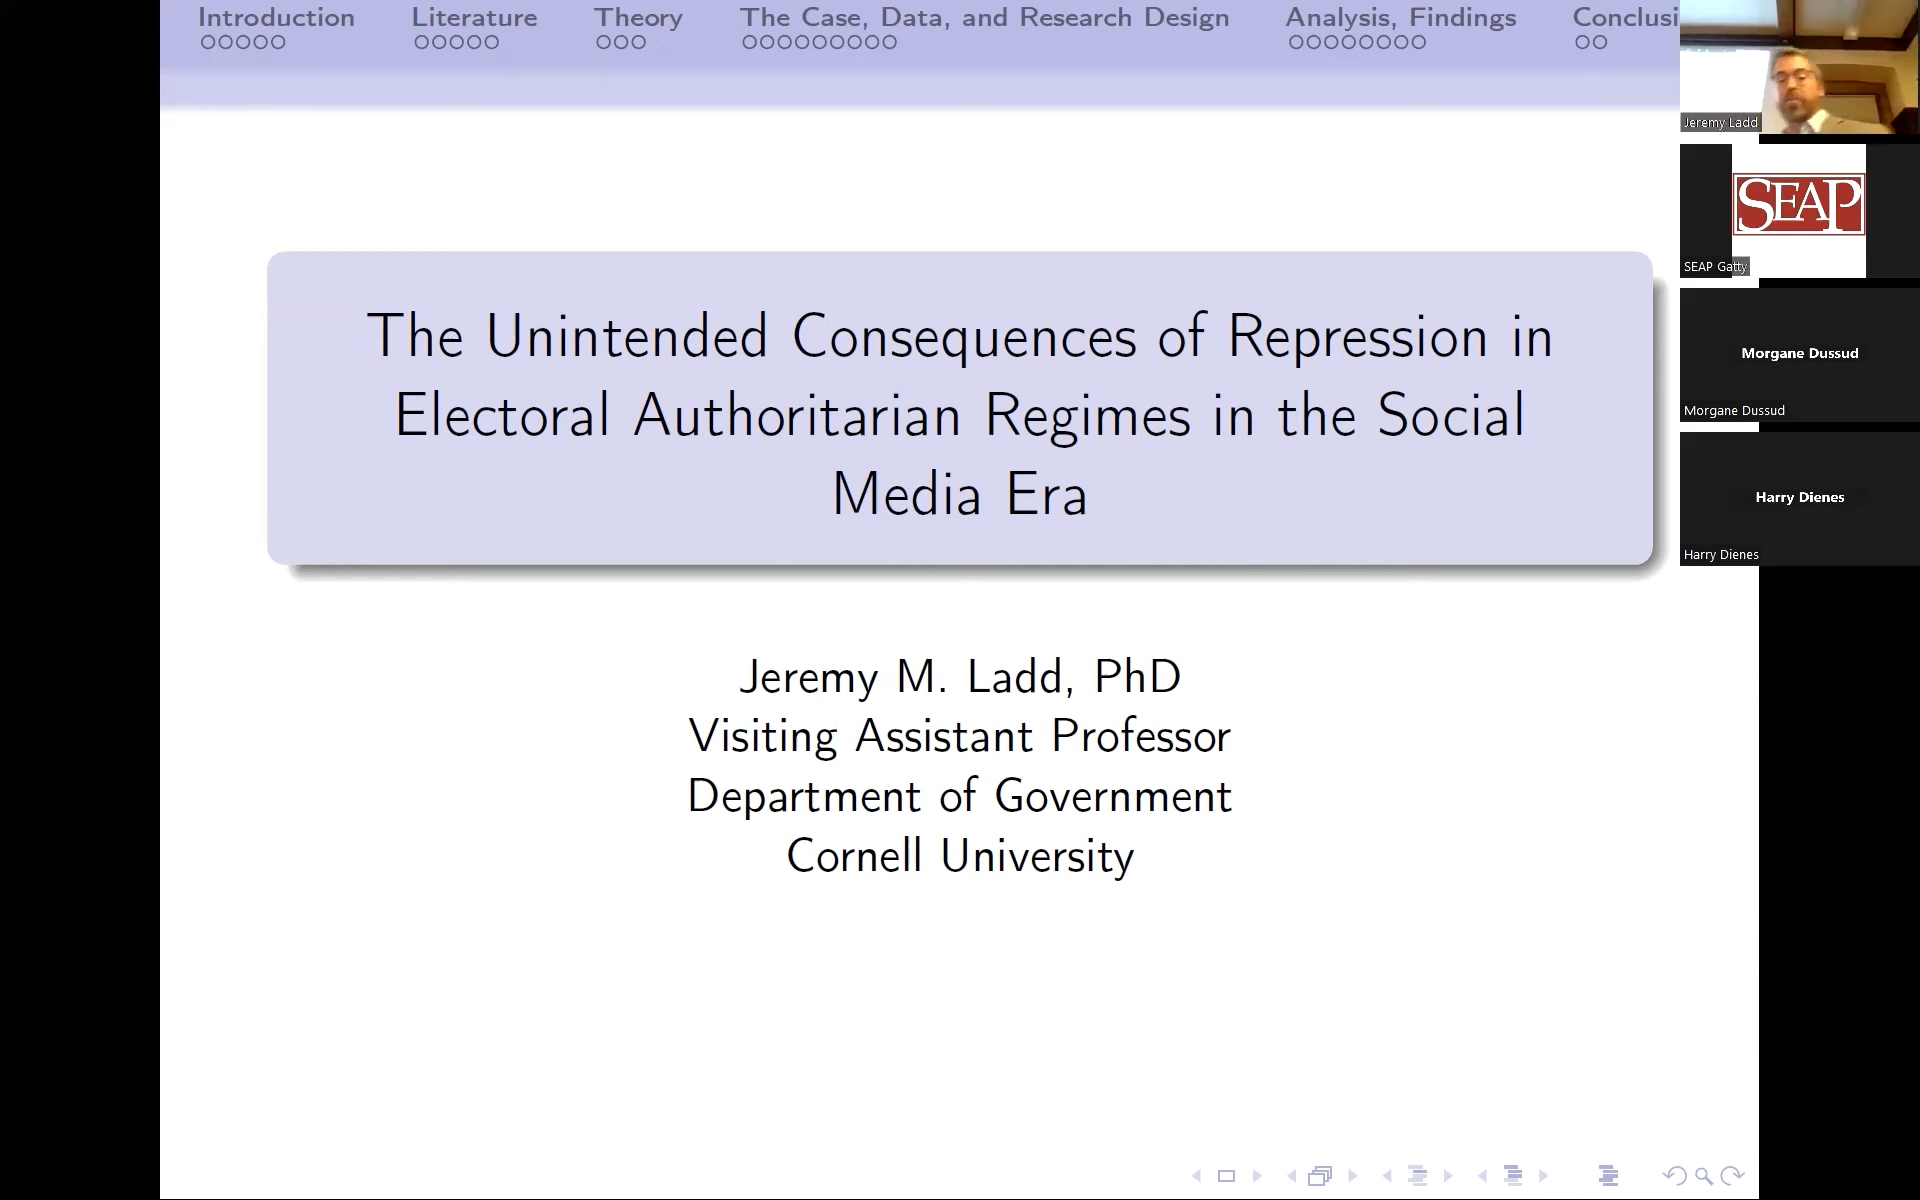 Introduction
Literature
Theory
The Case, Data, and Research Design
Analysis, Findings
Conclusi
The Unintended Consequences of Repression in
Electoral Authoritarian Regimes in the Social
Media Era
Jeremy M. Ladd, PhD
Visiting Assistant Professor
Department of Government
Cornell University
Jeremy Ladd
SEAP
SEAP Gatty
Morgane Dussud
Morgane Dussud
Harry Dienes
Harry Dienes